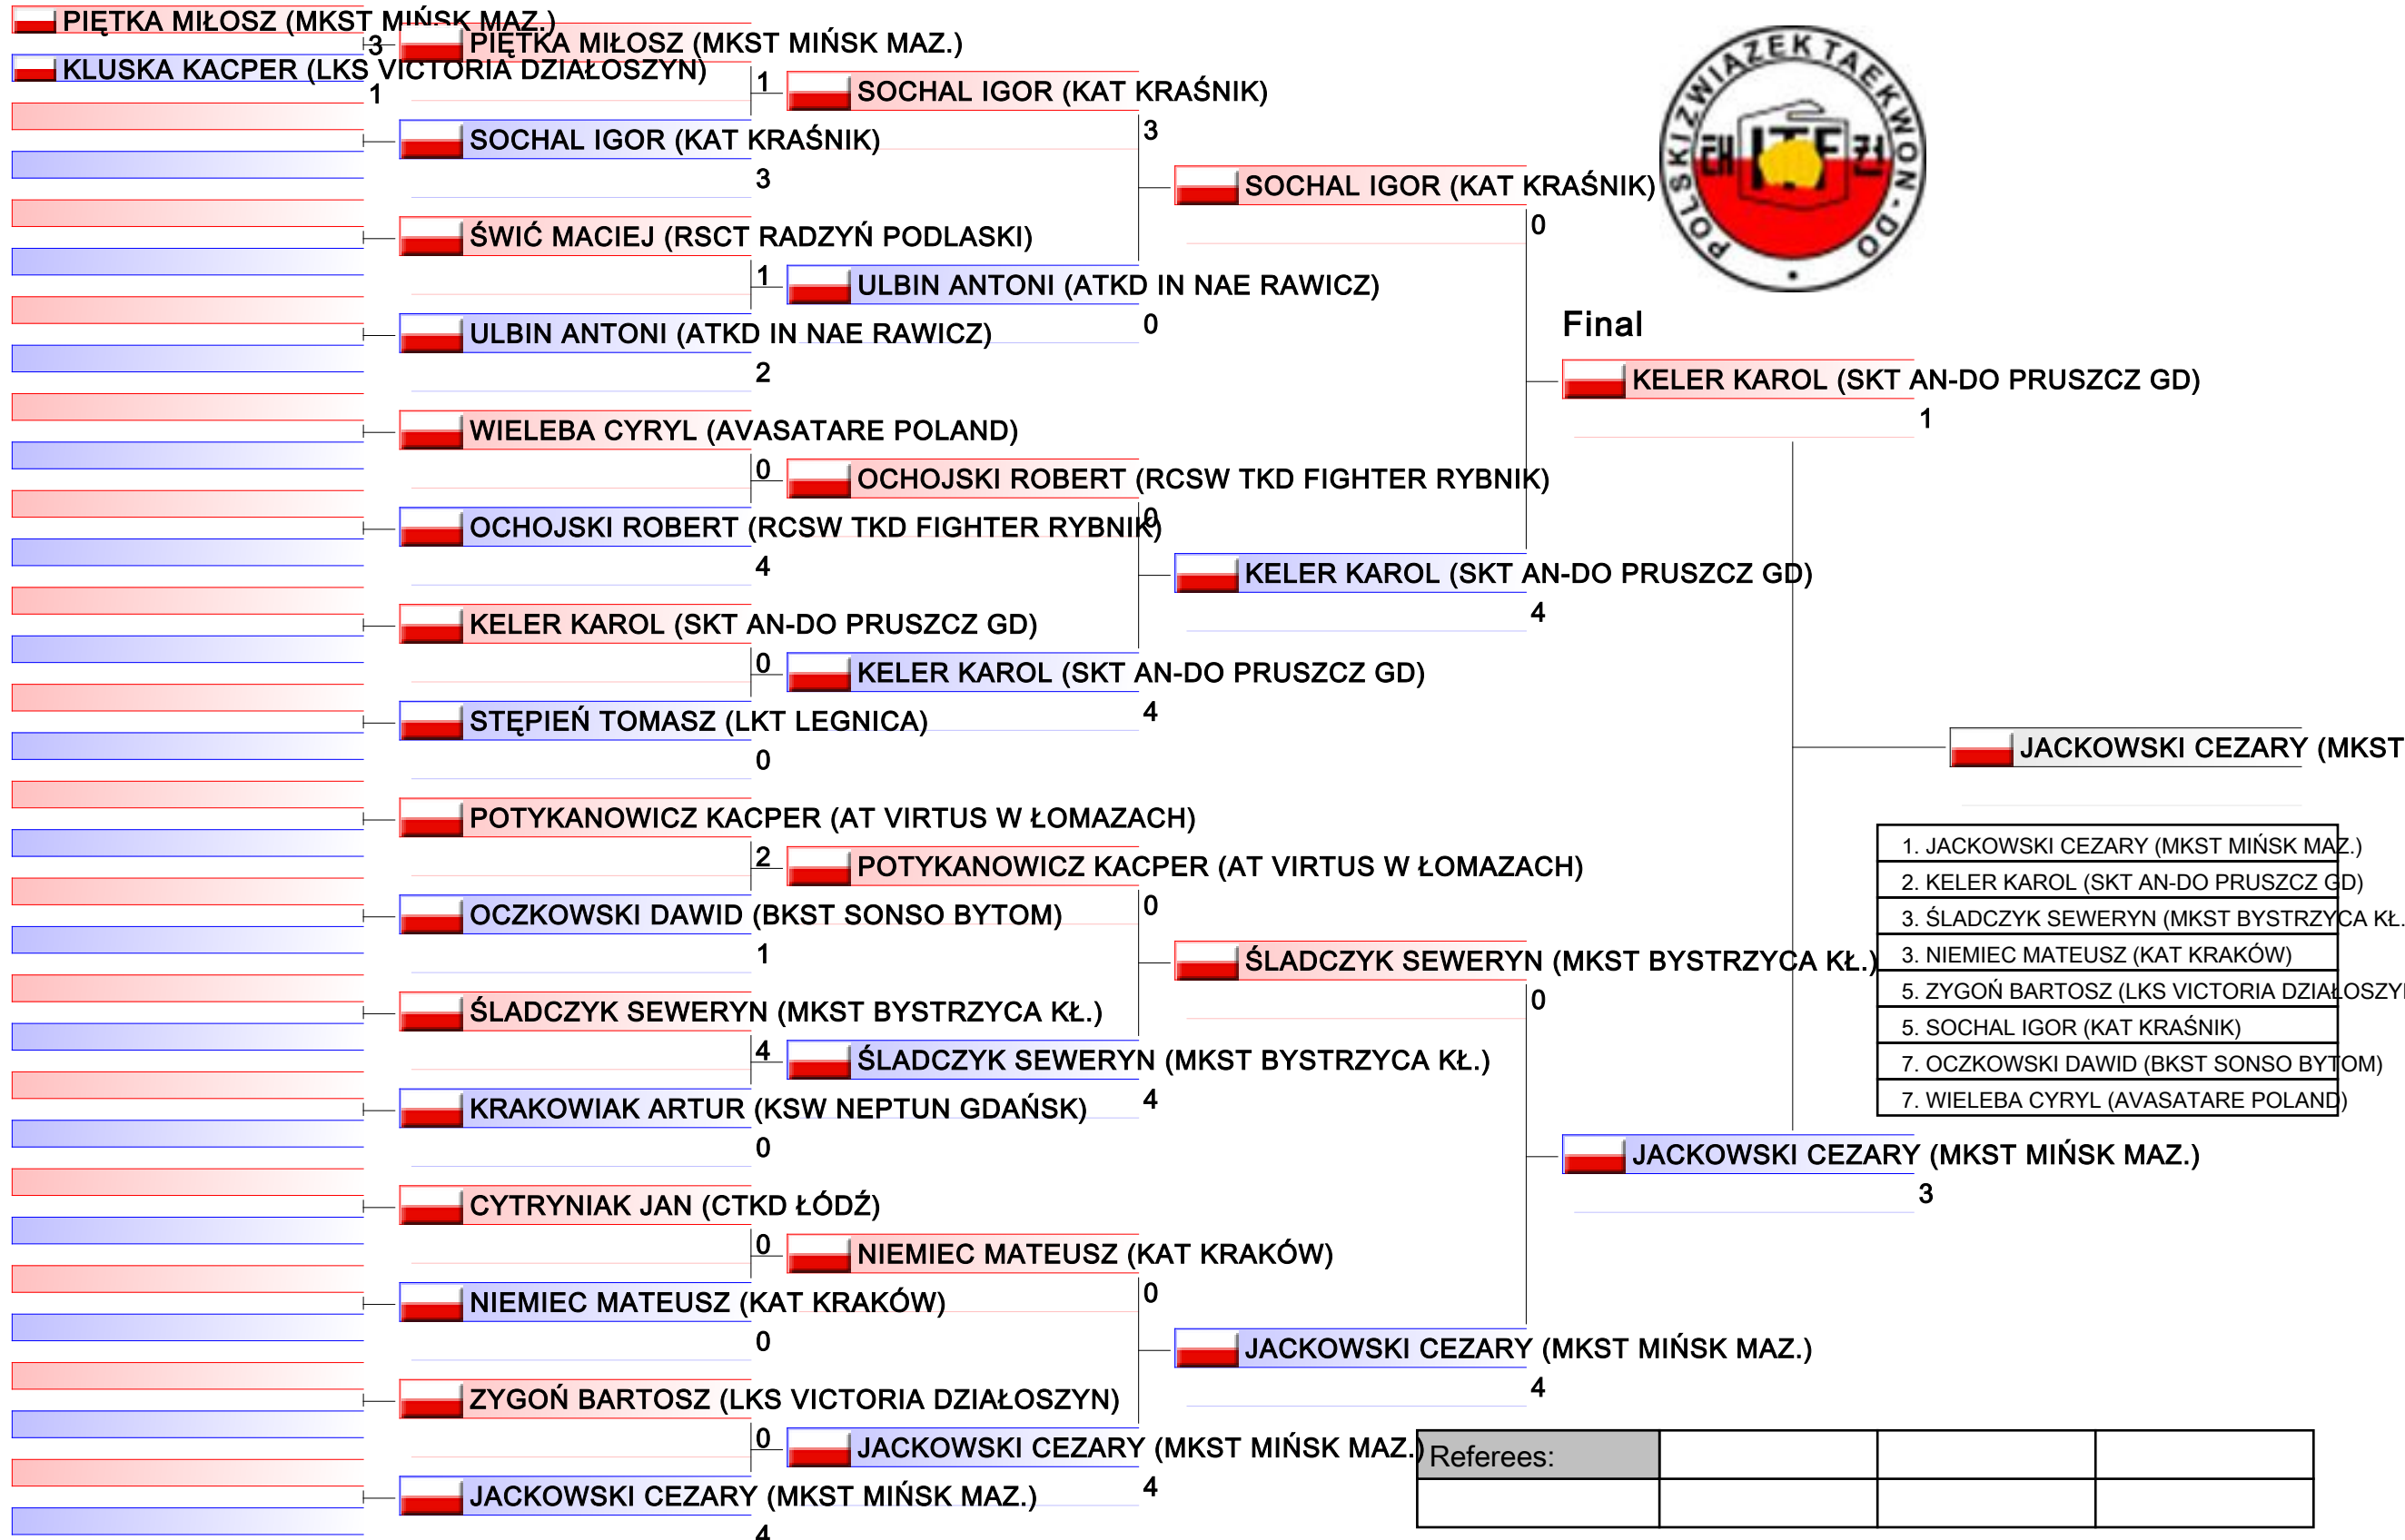 PIĘTKA MIŁOSZ (MKST MIŃSK MAZ.)
3
KLUSKA KACPER (LKS VICTORIA DZIAŁOSZYN)
1
PIĘTKA MIŁOSZ (MKST MIŃSK MAZ.)
1
SOCHAL IGOR (KAT KRAŚNIK)
3
ŚWIĆ MACIEJ (RSCT RADZYŃ PODLASKI)
1
ULBIN ANTONI (ATKD IN NAE RAWICZ)
2
WIELEBA CYRYL (AVASATARE POLAND)
0
OCHOJSKI ROBERT (RCSW TKD FIGHTER RYBNIK)
4
KELER KAROL (SKT AN-DO PRUSZCZ GD)
0
STĘPIEŃ TOMASZ (LKT LEGNICA)
0
POTYKANOWICZ KACPER (AT VIRTUS W ŁOMAZACH)
2
OCZKOWSKI DAWID (BKST SONSO BYTOM)
1
ŚLADCZYK SEWERYN (MKST BYSTRZYCA KŁ.)
4
KRAKOWIAK ARTUR (KSW NEPTUN GDAŃSK)
0
CYTRYNIAK JAN (CTKD ŁÓDŹ)
0
NIEMIEC MATEUSZ (KAT KRAKÓW)
0
ZYGOŃ BARTOSZ (LKS VICTORIA DZIAŁOSZYN)
0
JACKOWSKI CEZARY (MKST MIŃSK MAZ.)
4
SOCHAL IGOR (KAT KRAŚNIK)
3
ULBIN ANTONI (ATKD IN NAE RAWICZ)
0
OCHOJSKI ROBERT (RCSW TKD FIGHTER RYBNIK)
0
KELER KAROL (SKT AN-DO PRUSZCZ GD)
4
POTYKANOWICZ KACPER (AT VIRTUS W ŁOMAZACH)
0
ŚLADCZYK SEWERYN (MKST BYSTRZYCA KŁ.)
4
NIEMIEC MATEUSZ (KAT KRAKÓW)
0
JACKOWSKI CEZARY (MKST MIŃSK MAZ.)
4
SOCHAL IGOR (KAT KRAŚNIK)
0
KELER KAROL (SKT AN-DO PRUSZCZ GD)
4
ŚLADCZYK SEWERYN (MKST BYSTRZYCA KŁ.)
0
JACKOWSKI CEZARY (MKST MIŃSK MAZ.)
4
POLSKI ZWIĄZEK TAEKWON-DO
ITF
Final
KELER KAROL (SKT AN-DO PRUSZCZ GD)
1
JACKOWSKI CEZARY (MKST MIŃSK MAZ.)
3
JACKOWSKI CEZARY (MKST
1. JACKOWSKI CEZARY (MKST MIŃSK MAZ.)
2. KELER KAROL (SKT AN-DO PRUSZCZ GD)
3. ŚLADCZYK SEWERYN (MKST BYSTRZYCA KŁ.
3. NIEMIEC MATEUSZ (KAT KRAKÓW)
5. ZYGOŃ BARTOSZ (LKS VICTORIA DZIAŁOSZY
5. SOCHAL IGOR (KAT KRAŚNIK)
7. OCZKOWSKI DAWID (BKST SONSO BYTOM)
7. WIELEBA CYRYL (AVASATARE POLAND)
Referees: